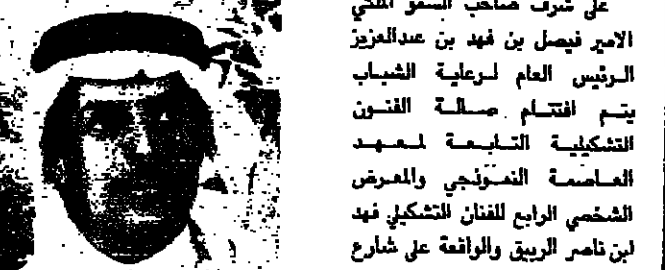 على شرف صاحب السمو الملكي
الامير فيصل بن فهد بن عبدالعزيز
الرئيس العام لرعاية الشباب
يتم افتتاح صالة الفنون
التشكيلية التابعة لمعهد
العاصمة النموذجي والمعرض
الشخصي الرابع للفنان التشكيلي فهد
ابن ناصر الربيق والواقعة على شارع